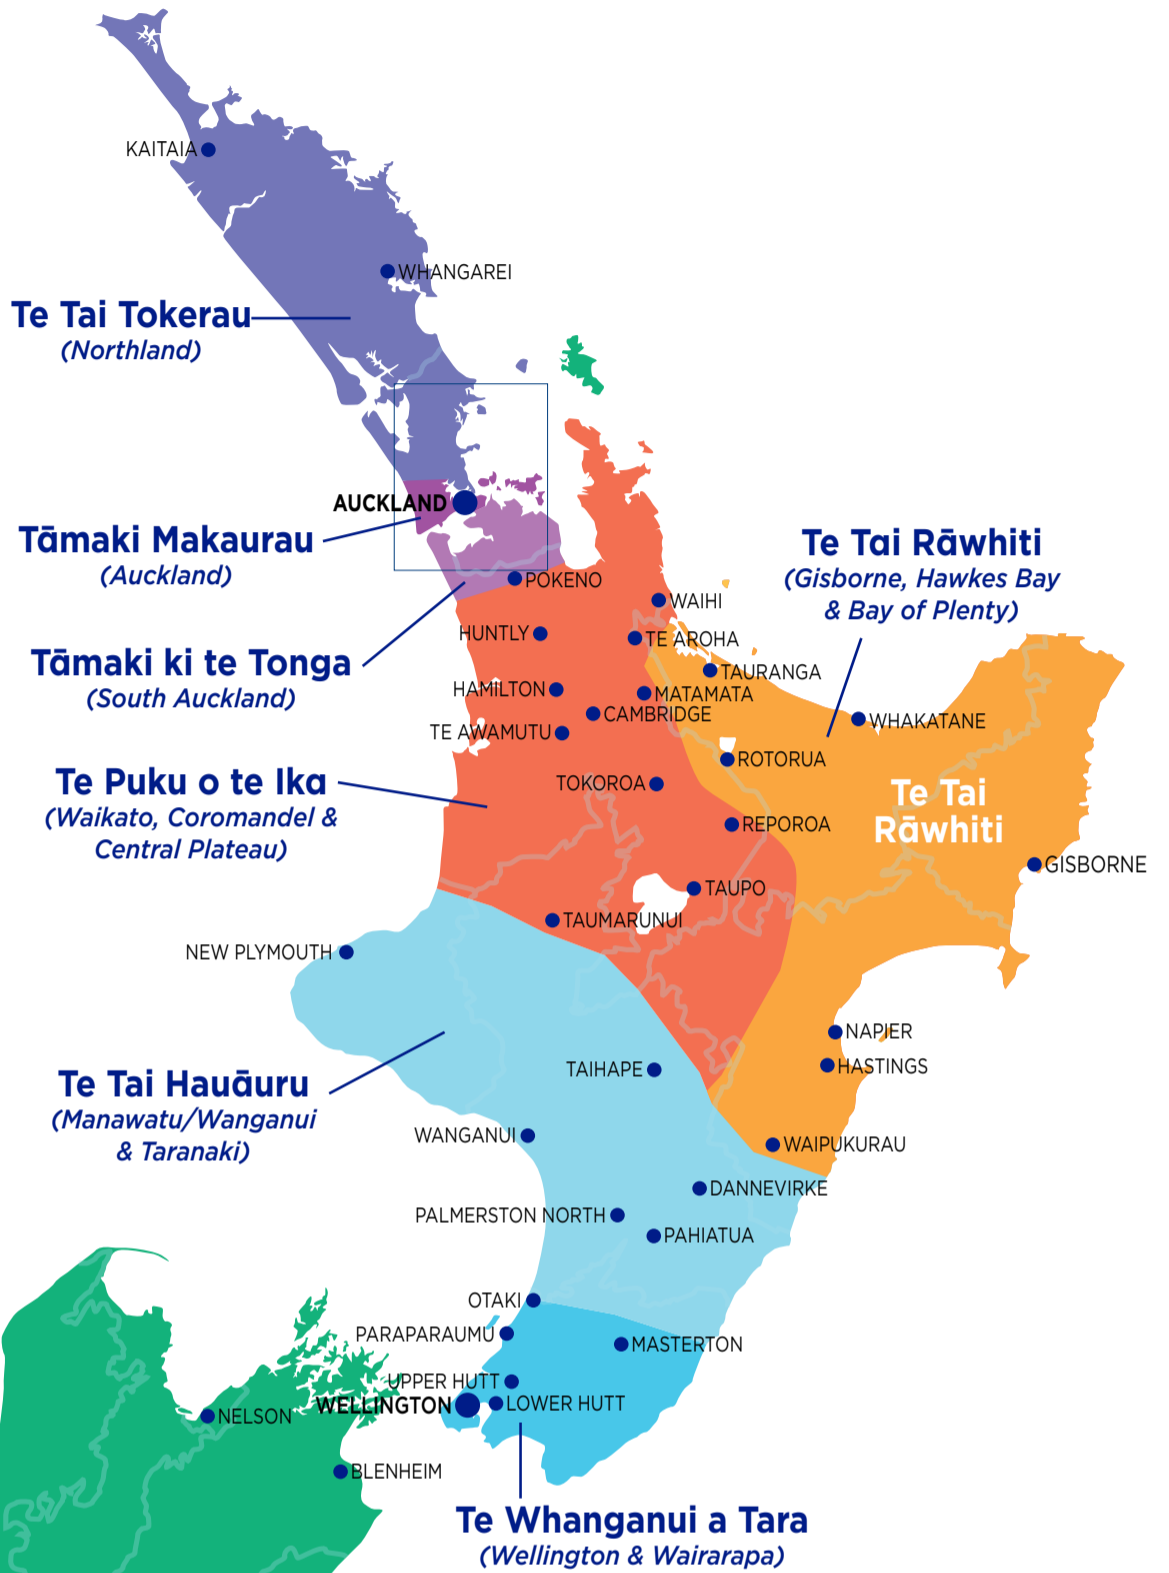 KAITAIA
WHANGAREI
Te Tai Tokerau
(Northland)
AUCKLAND
Tāmaki Makaurau
(Auckland)
Te Tai Rāwhiti
(Gisborne, Hawkes Bay
& Bay of Plenty)
POKENO
WAIHI
HUNTLY
TE AROHA
Tāmaki ki te Tonga
(South Auckland)
TAURANGA
HAMILTON
MATAMATA
CAMBRIDGE
WHAKATANE
TE AWAMUTU
ROTORUA
Te Puku o te Ika
(Waikato, Coromandel &
Central Plateau)
TOKOROA
Te Tai
Rāwhiti
REPOROA
GISBORNE
TAUPO
TAUMARUNUI
NEW PLYMOUTH
NAPIER
HASTINGS
TAIHAPE
Te Tai Hauāuru
(Manawatu/Wanganui
& Taranaki)
WANGANUI
WAIPUKURAU
DANNEVIRKE
PALMERSTON NORTH
PAHIATUA
OTAKI
PARAPARAUMU
MASTERTON
UPPER HUTT
WELLINGTON
LOWER HUTT
NELSON
BLENHEIM
Te Whanganui a Tara
(Wellington & Wairarapa)